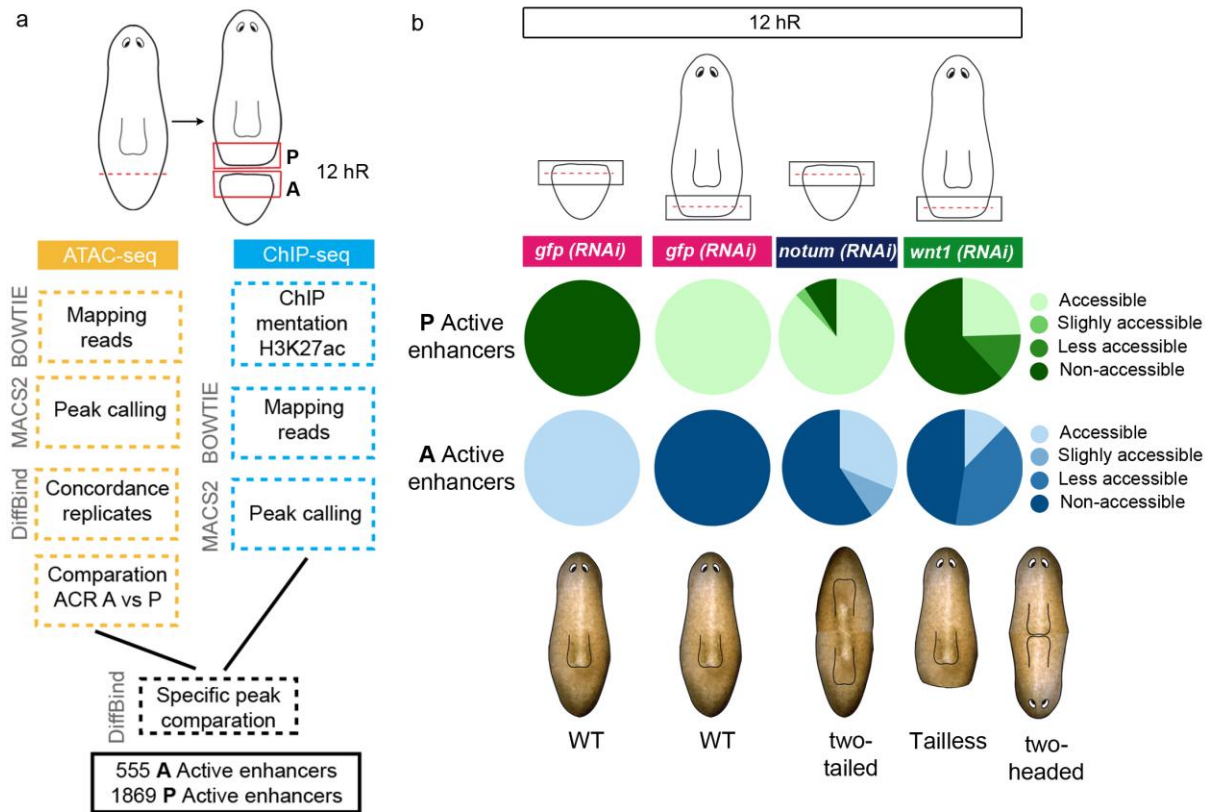 a
P
A
12 hR
ATAC-seq
ChIP-seq
BOWTIE
Mapping
reads
MACS2
Peak calling
DiffBind
Concordance
replicates
Comparation
ACR A vs P
ChIP
mentation
H3K27ac
BOWTIE
Mapping
reads
MACS2
Peak calling
DiffBind
Specific peak
comparation
555 A Active enhancers
1869 P Active enhancers
b
12 hR
gfp (RNAi)
gfp (RNAi)
notum (RNAi)
wnt1 (RNAi)
P Active
enhancers
Accessible
Slighly accessible
Less accessible
Non-accessible
A Active
enhancers
Accessible
Slighly accessible
Less accessible
Non-accessible
WT
WT
two-
tailed
Tailless
two-
headed